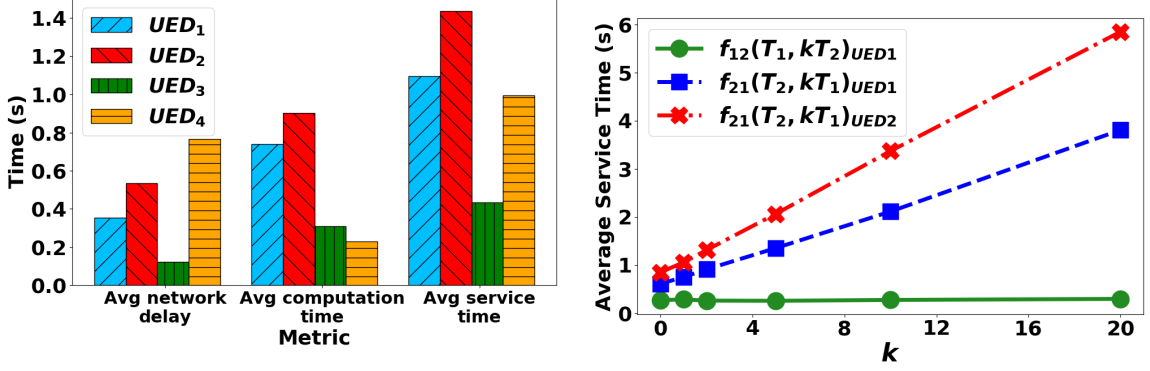 1.4
1.2
1.0
0.8
0.6
0.4
0.2
0.0
Time (s)
UED₁
UED₂
UED₃
UED₄
Avg network delay
Avg computation time
Avg service time
Metric
6
5
4
3
2
1
0
Average Service Time (s)
f₁₂(T₁, kT₂)UED1
f₂₁(T₂, kT₁)UED1
f₂₁(T₂, kT₁)UED2
0 4 8 12 16 20
k